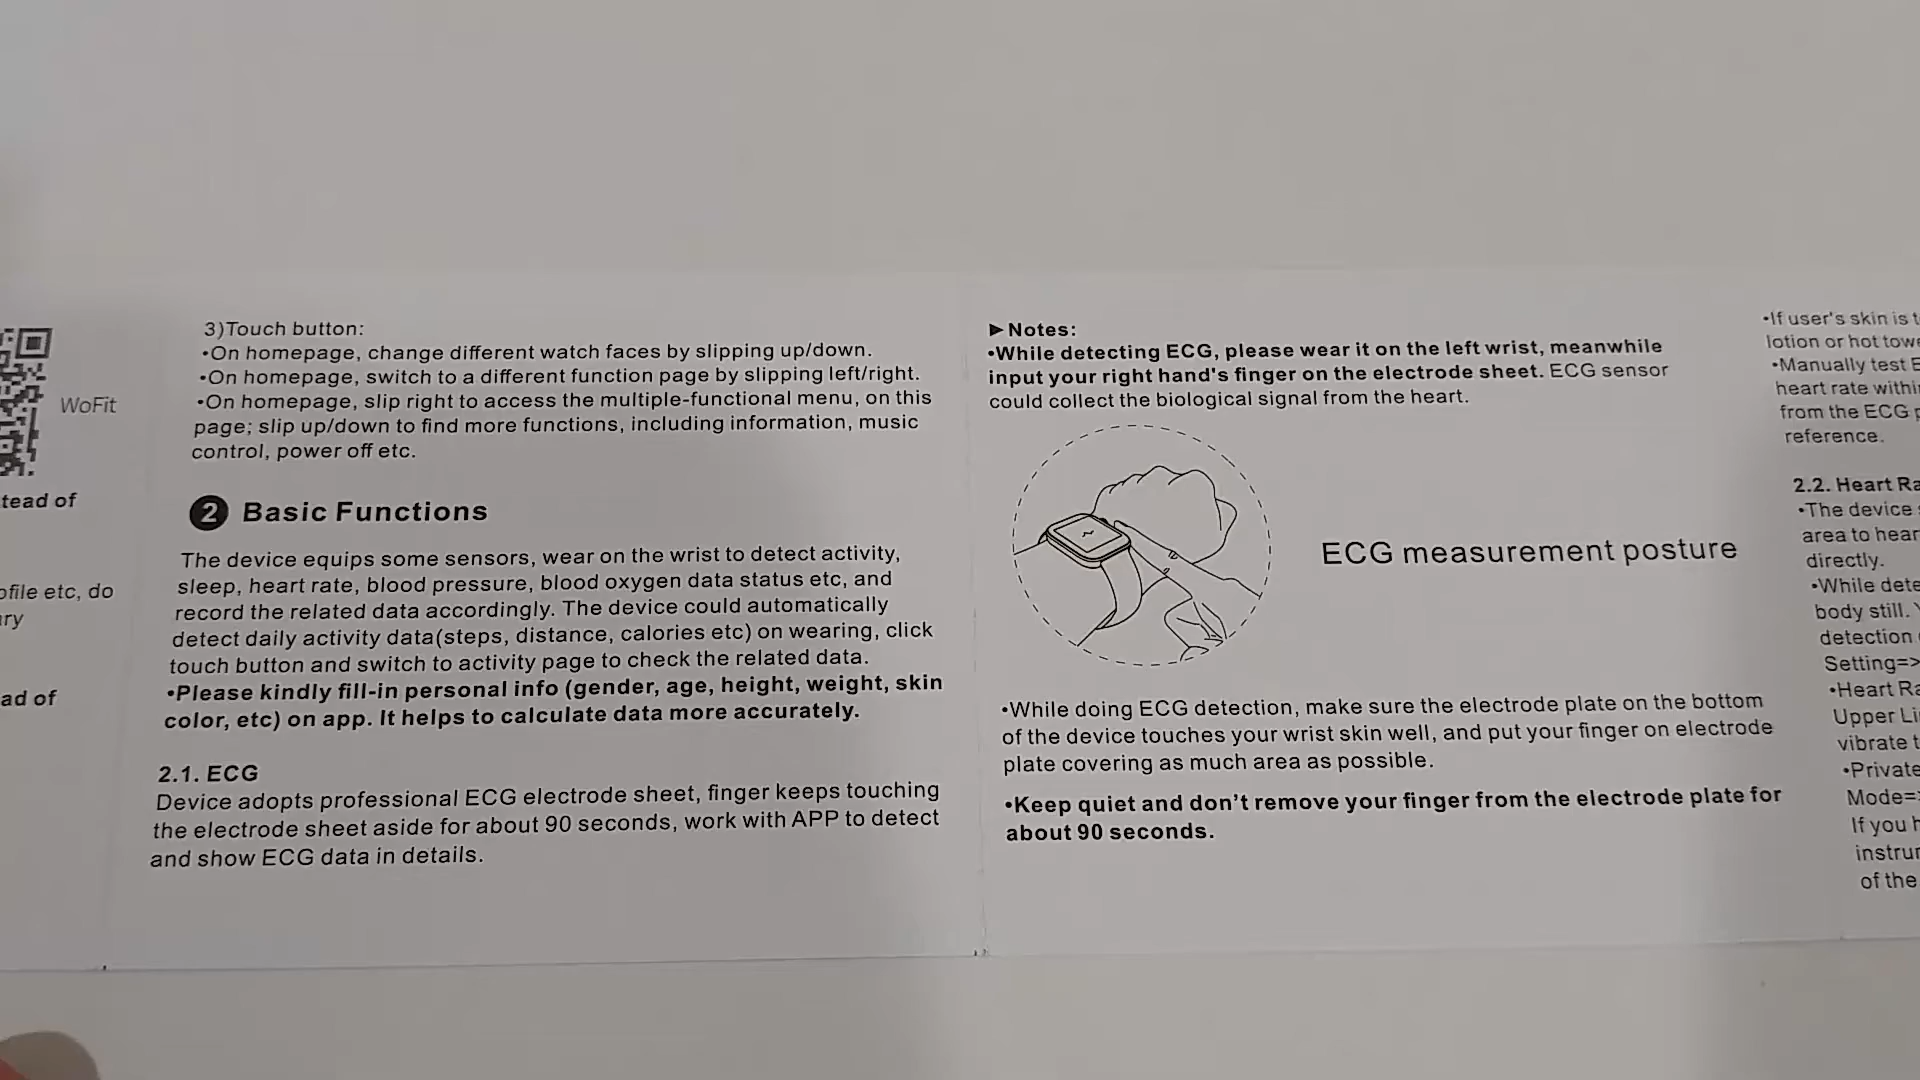 WoFit
tead of
ofile etc, do
ry
ad of
3)Touch button:
•On homepage, change different watch faces by slipping up/down.
•On homepage, switch to a different function page by slipping left/right.
•On homepage, slip right to access the multiple-functional menu, on this
page; slip up/down to find more functions, including information, music
control, power off etc.
2 Basic Functions
The device equips some sensors, wear on the wrist to detect activity,
sleep, heart rate, blood pressure, blood oxygen data status etc, and
record the related data accordingly. The device could automatically
detect daily activity data(steps, distance, calories etc) on wearing, click
touch button and switch to activity page to check the related data.
•Please kindly fill-in personal info (gender, age, height, weight, skin
color, etc) on app. It helps to calculate data more accurately.
2.1. ECG
Device adopts professional ECG electrode sheet, finger keeps touching
the electrode sheet aside for about 90 seconds, work with APP to detect
and show ECG data in details.
►Notes:
•While detecting ECG, please wear it on the left wrist, meanwhile
input your right hand's finger on the electrode sheet. ECG sensor
could collect the biological signal from the heart.
ECG measurement posture
•While doing ECG detection, make sure the electrode plate on the bottom
of the device touches your wrist skin well, and put your finger on electrode
plate covering as much area as possible.
•Keep quiet and don't remove your finger from the electrode plate for
about 90 seconds.
•If user's skin is
lotion or hot
•Manually test
heart rate
from the ECG
reference.
2.2. Heart
•The device
area to
directly.
•While
body still.
detection
Setting=>
•Heart
Upper
vibrate
•Private
Mode=
If you
of the